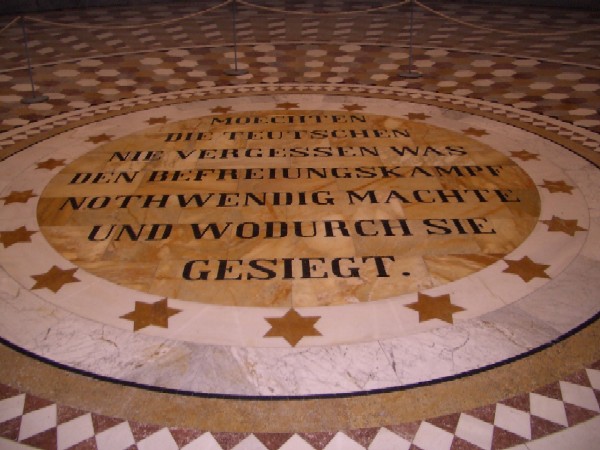 MOECHTEN
DIE TEUTSCHEN
NIE VERGESSEN WAS
DEN BEFREIUNGSKAMPF
NOTHWENDIG MACHTE
UND WODURCH SIE
GESIEGT.